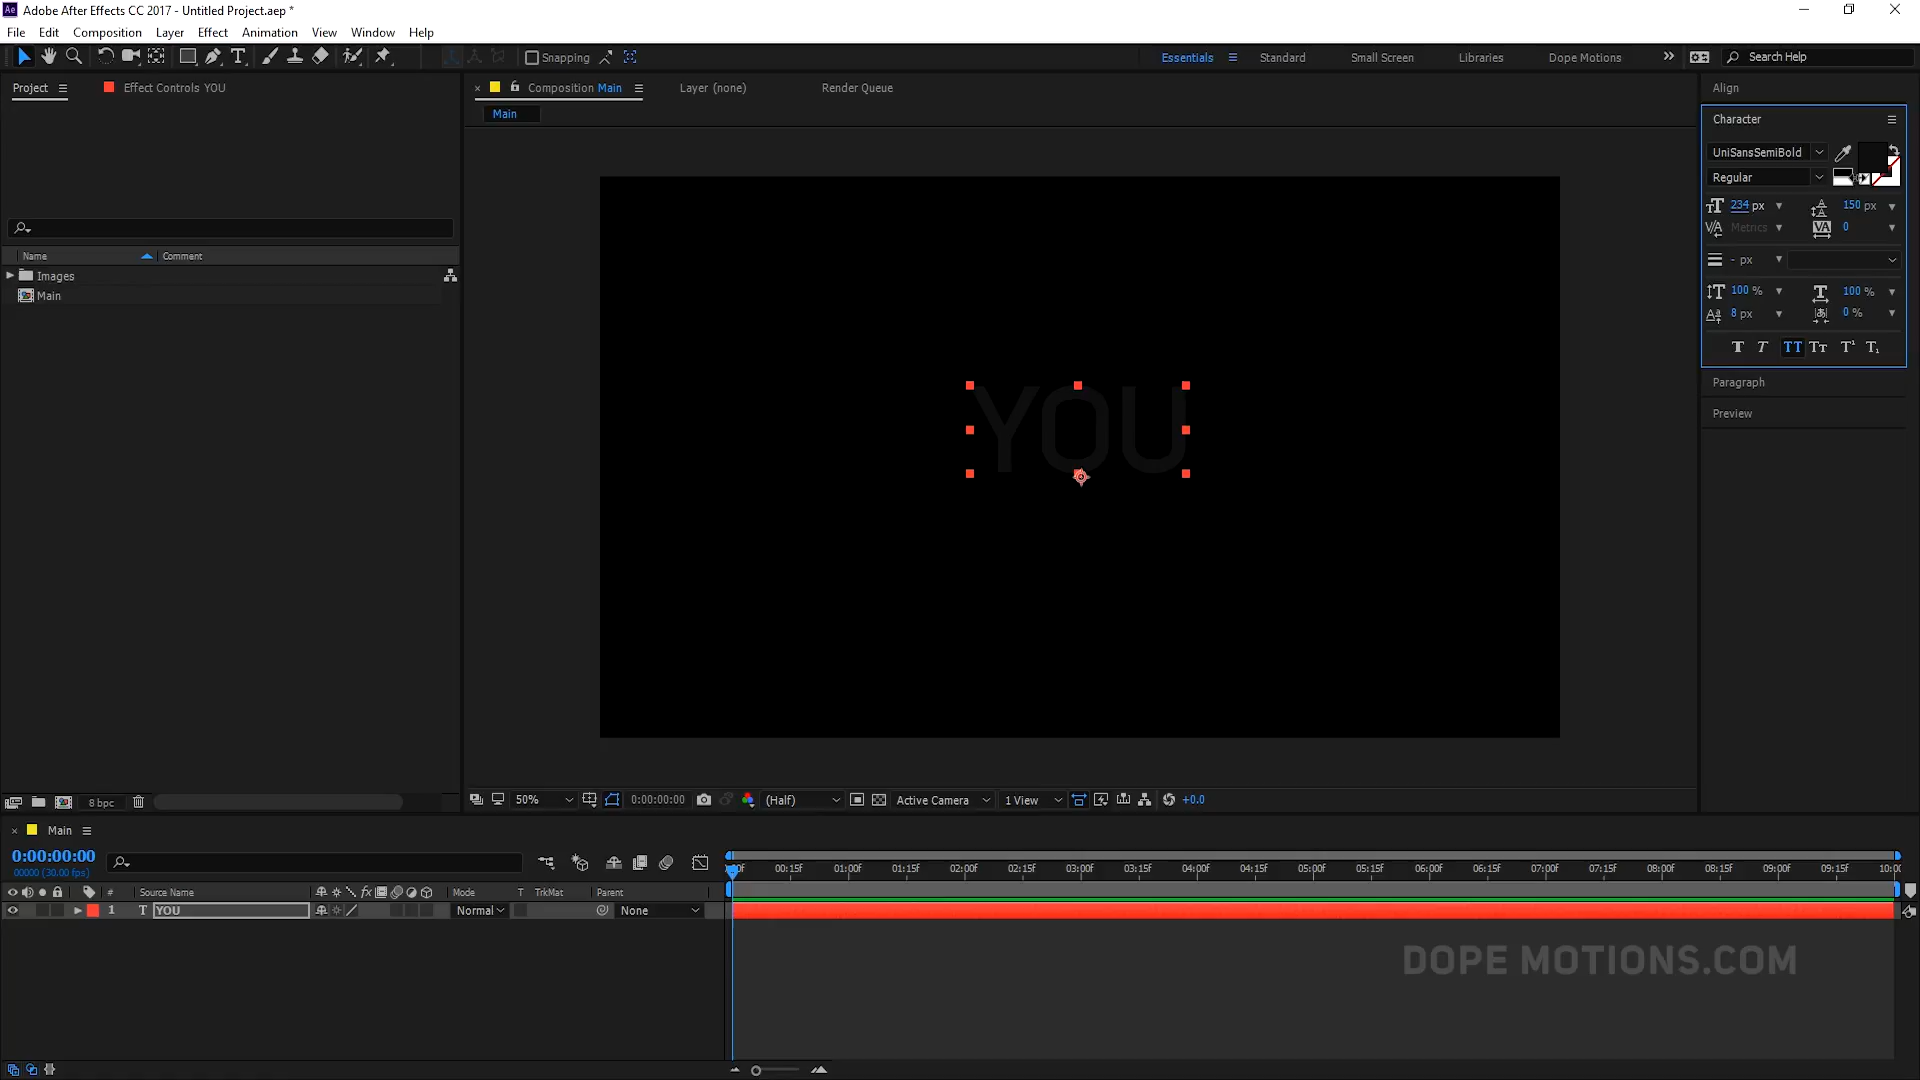 Adobe After Effects CC 2017 - Untitled Project.aep *
File Edit Composition Layer Effect Animation View Window Help
Snapping Essentials Standard Small Screen Libraries Dope Motions Search Help
Project Effect Controls YOU
Composition Main Layer (none) Render Queue
Main
Align
Character
UniSansSemiBold
Regular
234 px 150 px
Metrics 0
- px
100 % 100 %
8 px 0 %
Paragraph
Preview
Name Comment
Images
Main
YOU
8 bpc
50% 0:00:00:00 (Half) Active Camera 1 View +0.0
Main
0:00:00:00
00000 (30.00 fps)
00:15f 01:00f 01:15f 02:00f 02:15f 03:00f 03:15f 04:00f 04:15f 05:00f 05:15f 06:00f 06:15f 07:00f 07:15f 08:00f 08:15f 09:00f 09:15f 10:00
# Source Name Mode T TrkMat Parent
1 T YOU Normal None
DOPE MOTIONS.COM